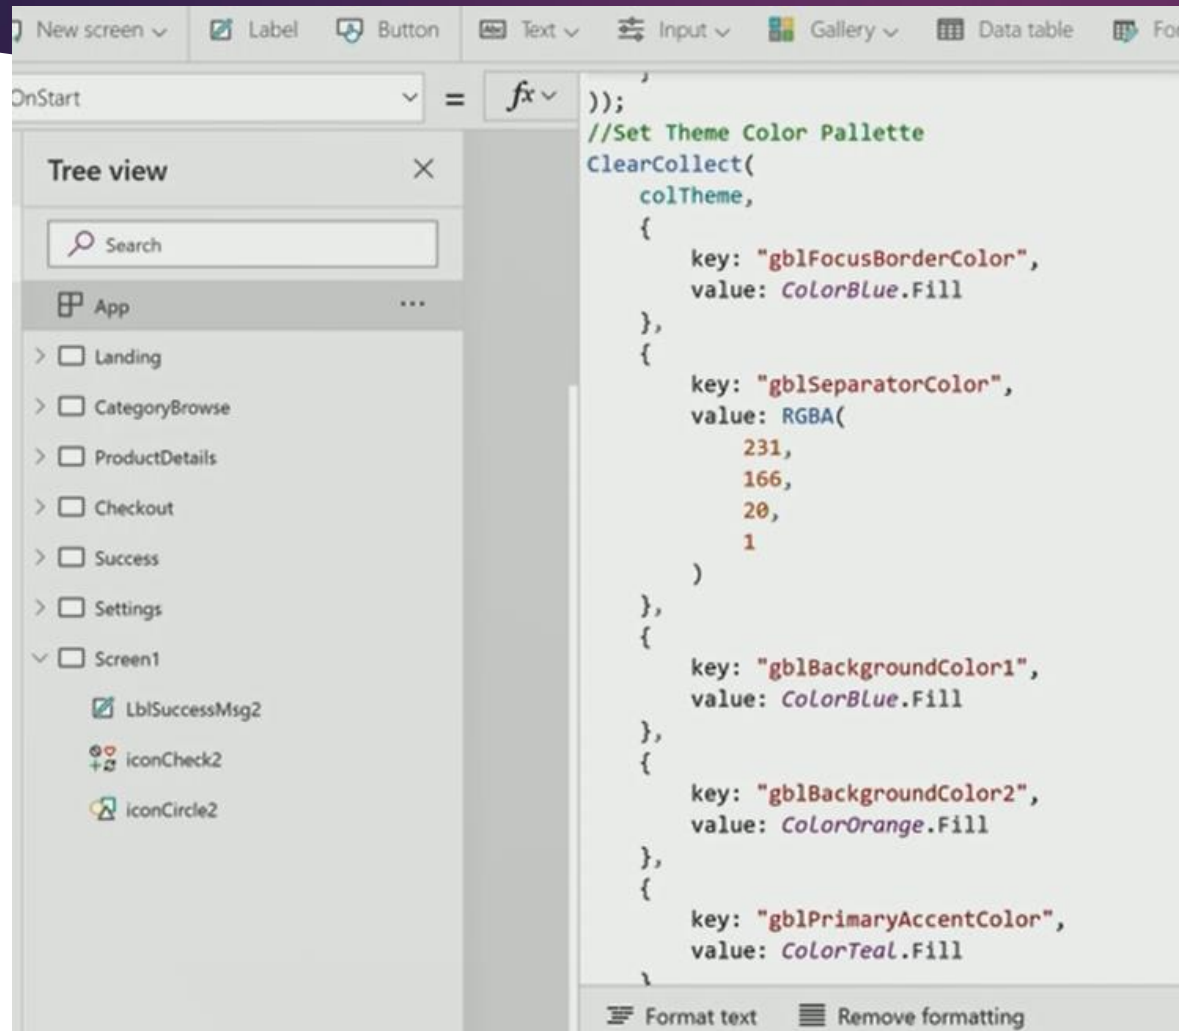 New screen
Label
Button
Text
Input
Gallery
Data table
For
OnStart
=
fx
Tree view
Search
App
Landing
CategoryBrowse
ProductDetails
Checkout
Success
Settings
Screen1
LblSuccessMsg2
iconCheck2
iconCircle2
));
//Set Theme Color Pallette
ClearCollect(
colTheme,
{
key: "gblFocusBorderColor",
value: ColorBlue.Fill
},
{
key: "gblSeparatorColor",
value: RGBA(
231,
166,
20,
1
)
},
{
key: "gblBackgroundColor1",
value: ColorBlue.Fill
},
{
key: "gblBackgroundColor2",
value: ColorOrange.Fill
},
{
key: "gblPrimaryAccentColor",
value: ColorTeal.Fill
Format text
Remove formatting